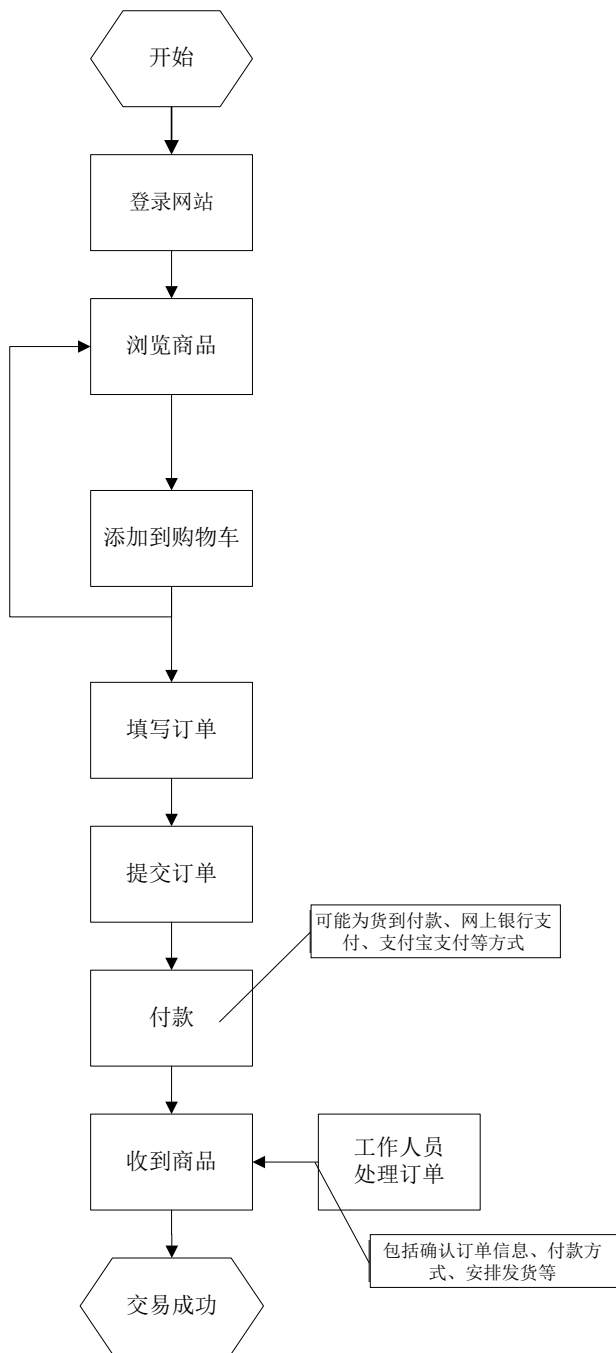 开始
登录网站
浏览商品
添加到购物车
填写订单
提交订单
可能为货到付款、网上银行支
付、支付宝支付等方式
付款
收到商品
工作人员
处理订单
包括确认订单信息、付款方
式、安排发货等
交易成功